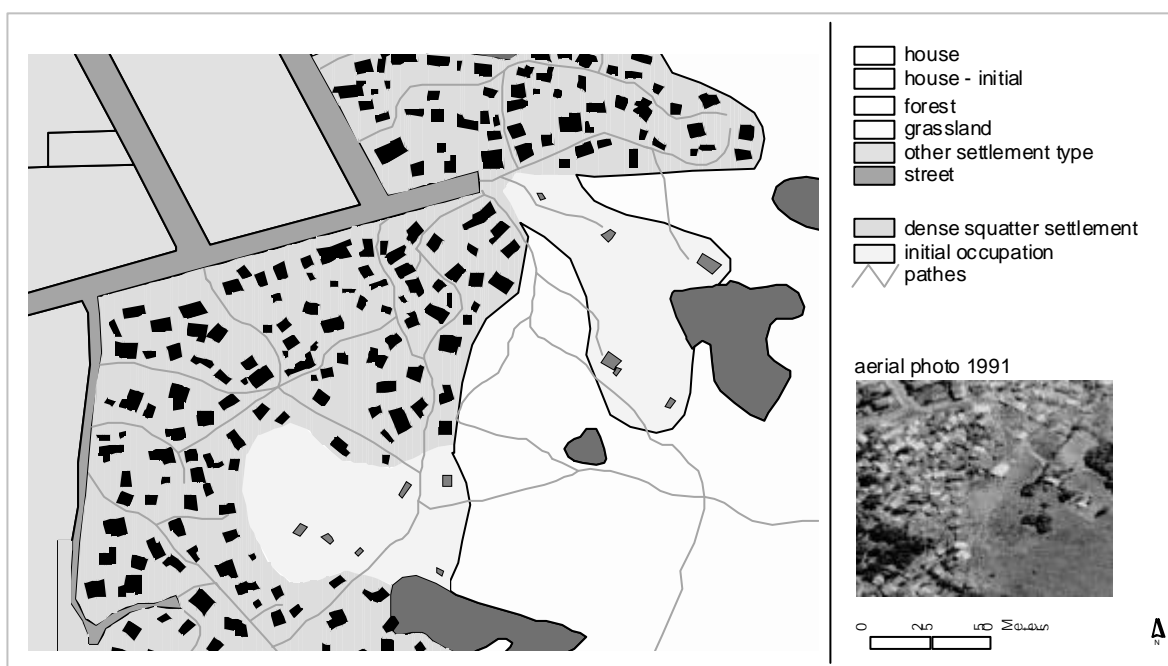 house
house - initial
forest
grassland
other settlement type
street
dense squatter settlement
initial occupation
pathes
aerial photo 1991
0 25 50 Meters
N